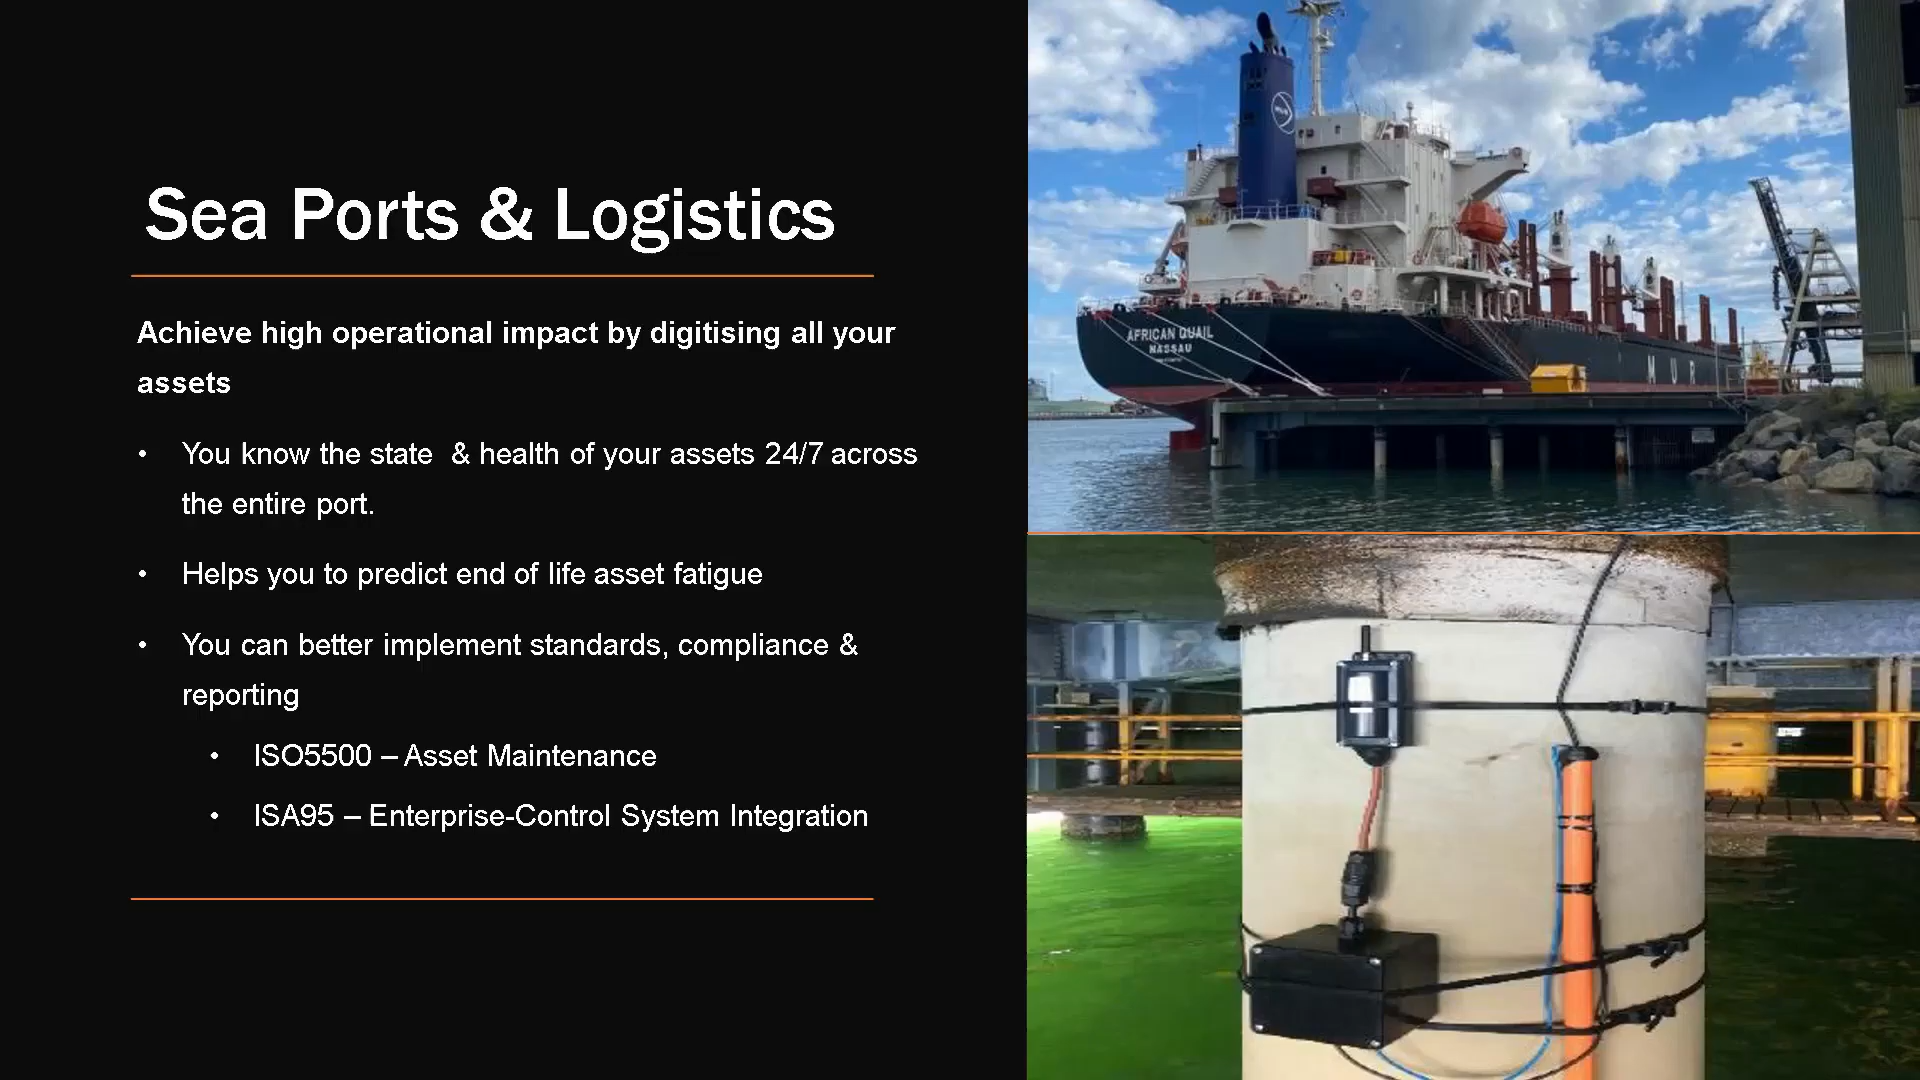 Sea Ports & Logistics
Achieve high operational impact by digitising all your
assets
• You know the state  & health of your assets 24/7 across
the entire port.
• Helps you to predict end of life asset fatigue
• You can better implement standards, compliance &
reporting
• ISO5500 – Asset Maintenance
• ISA95 – Enterprise-Control System Integration
AFRICAN QUAIL
NASSAU
M U R